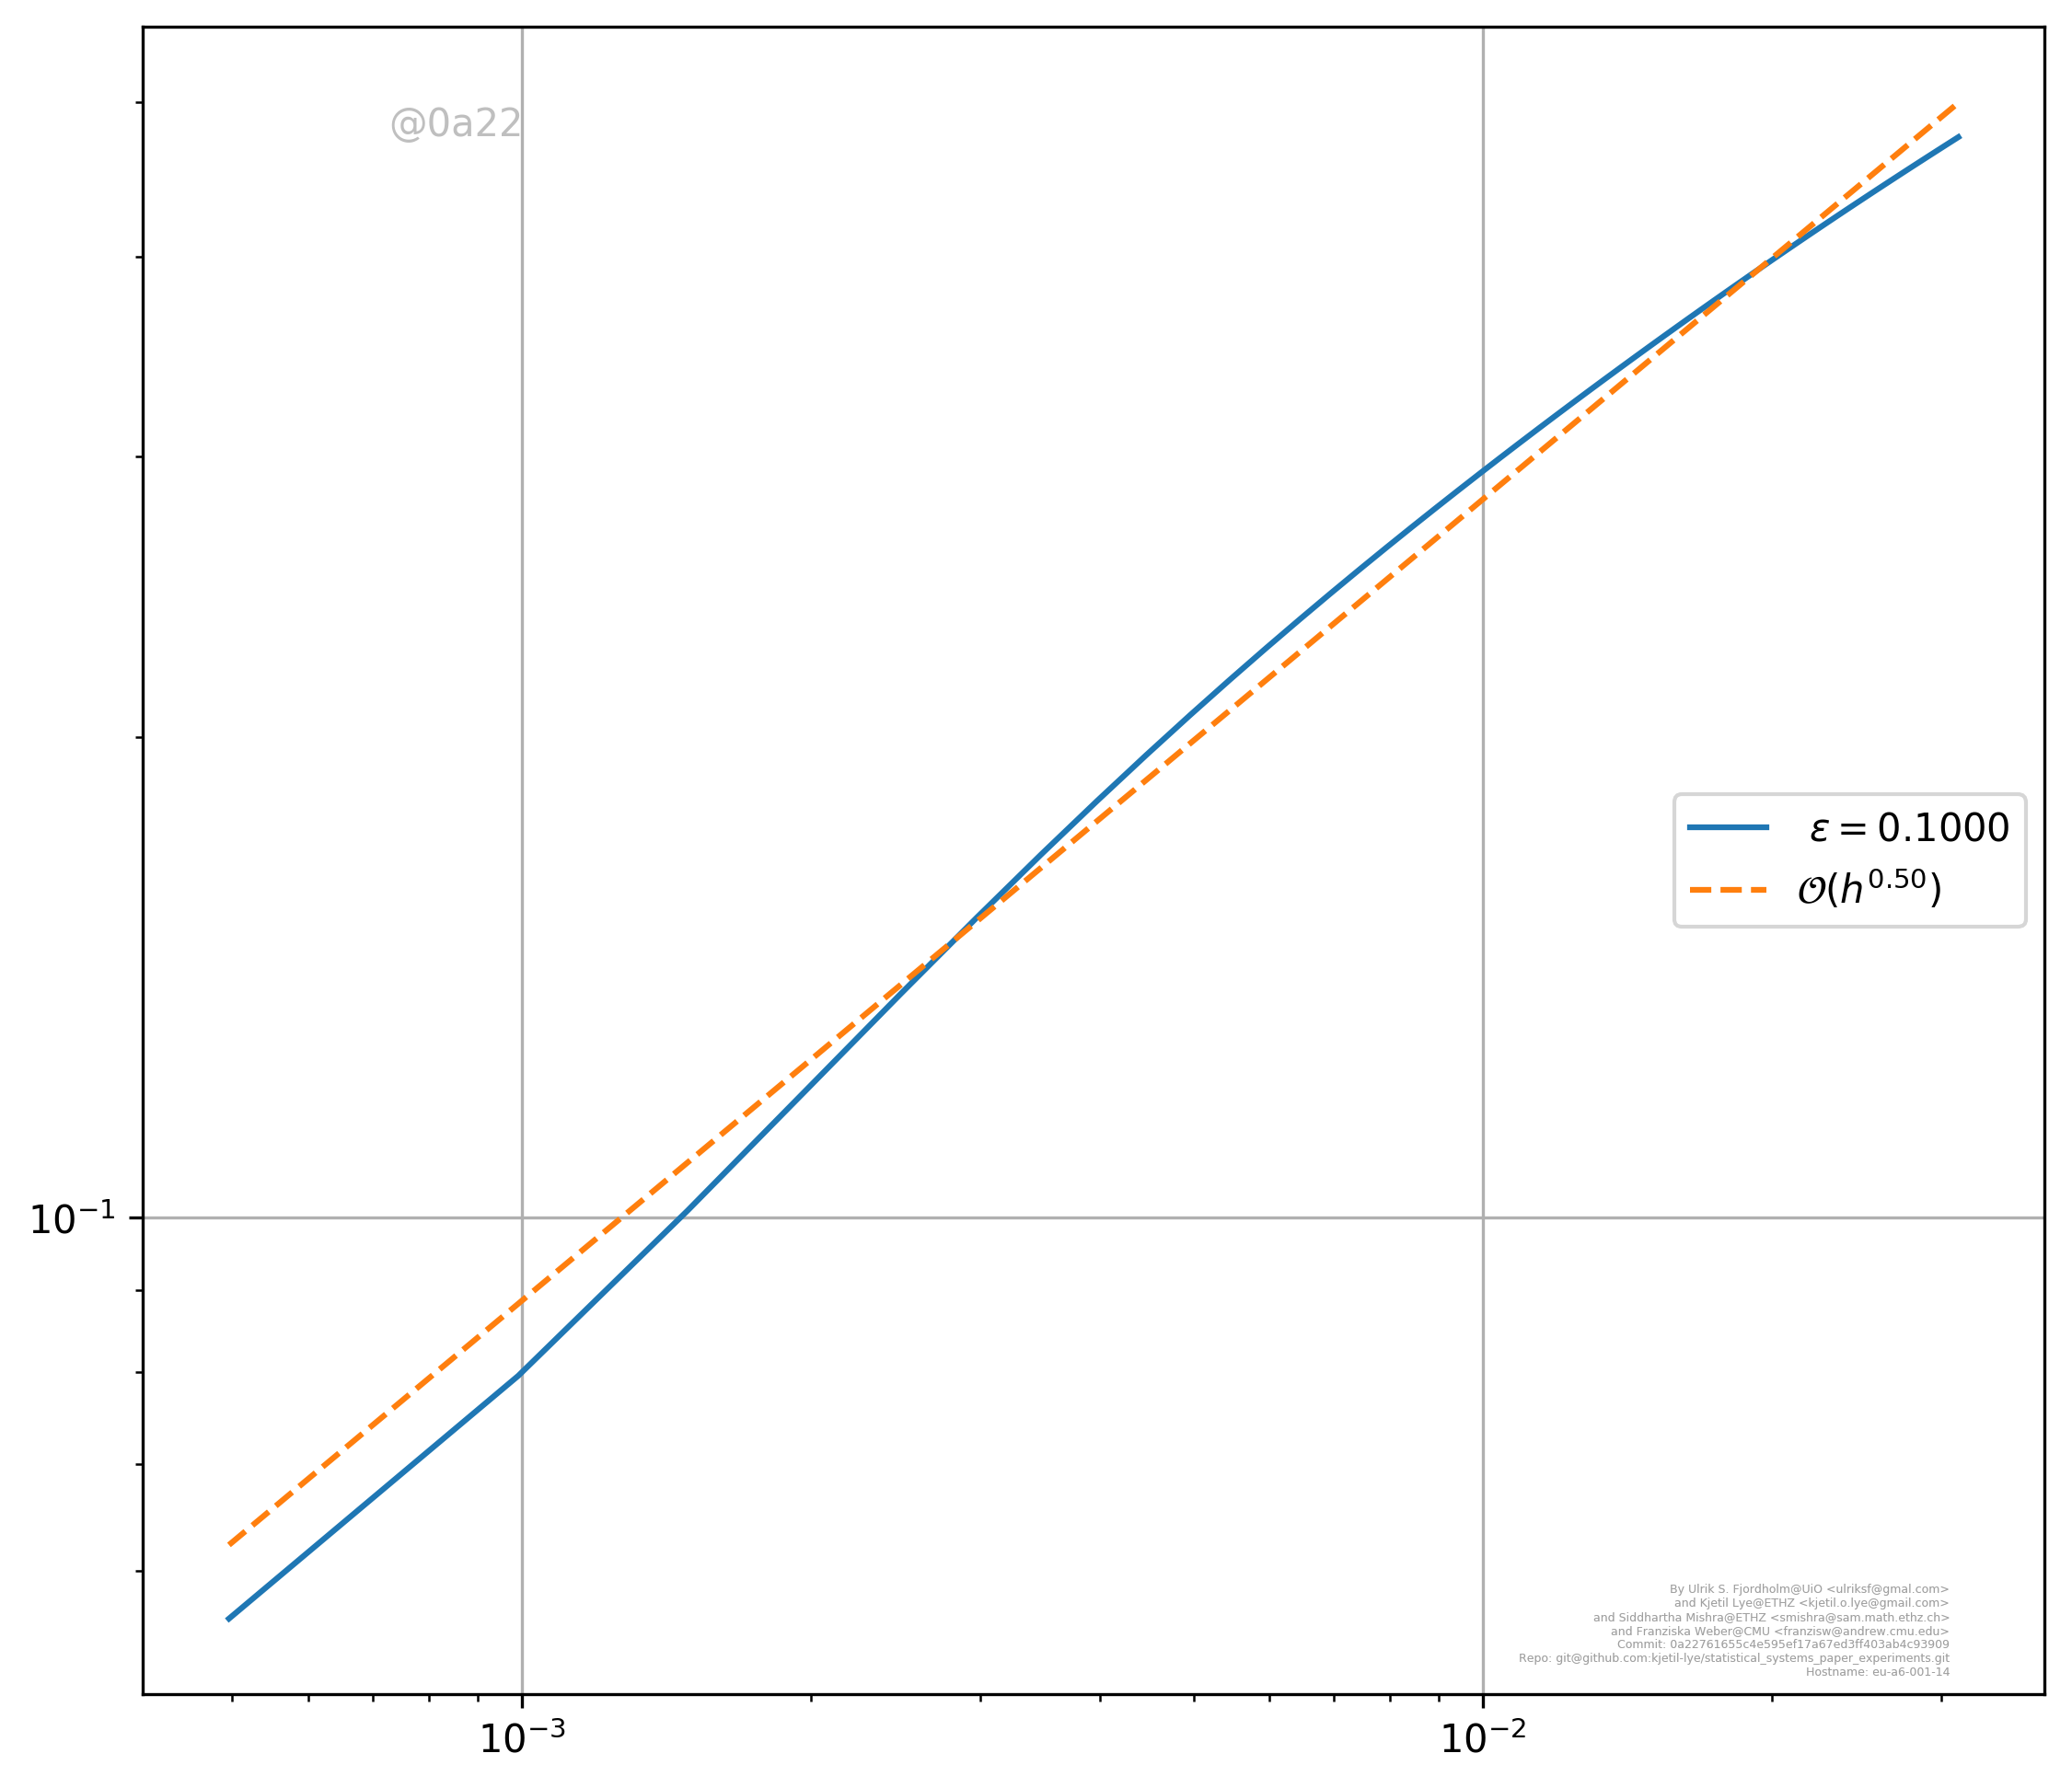 @0a22
10⁻¹
ε = 0.1000
𝒪(h⁰·⁵⁰)
By Ulrik S. Fjordholm@UiO <ulriksf@gmal.com>
and Kjetil Lye@ETHZ <kjetil.o.lye@gmail.com>
and Siddhartha Mishra@ETHZ <smishra@sam.math.ethz.ch>
and Franziska Weber@CMU <franzisw@andrew.cmu.edu>
Commit: 0a22761655c4e595ef17a67ed3ff403ab4c93909
Repo: git@github.com:kjetil-lye/statistical_systems_paper_experiments.git
Hostname: eu-a6-001-14
10⁻³
10⁻²